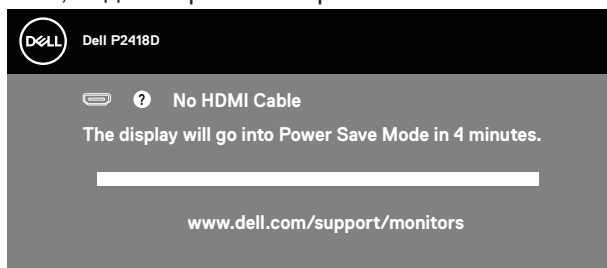 DELL
Dell P2418D
? No HDMI Cable
The display will go into Power Save Mode in 4 minutes.
www.dell.com/support/monitors